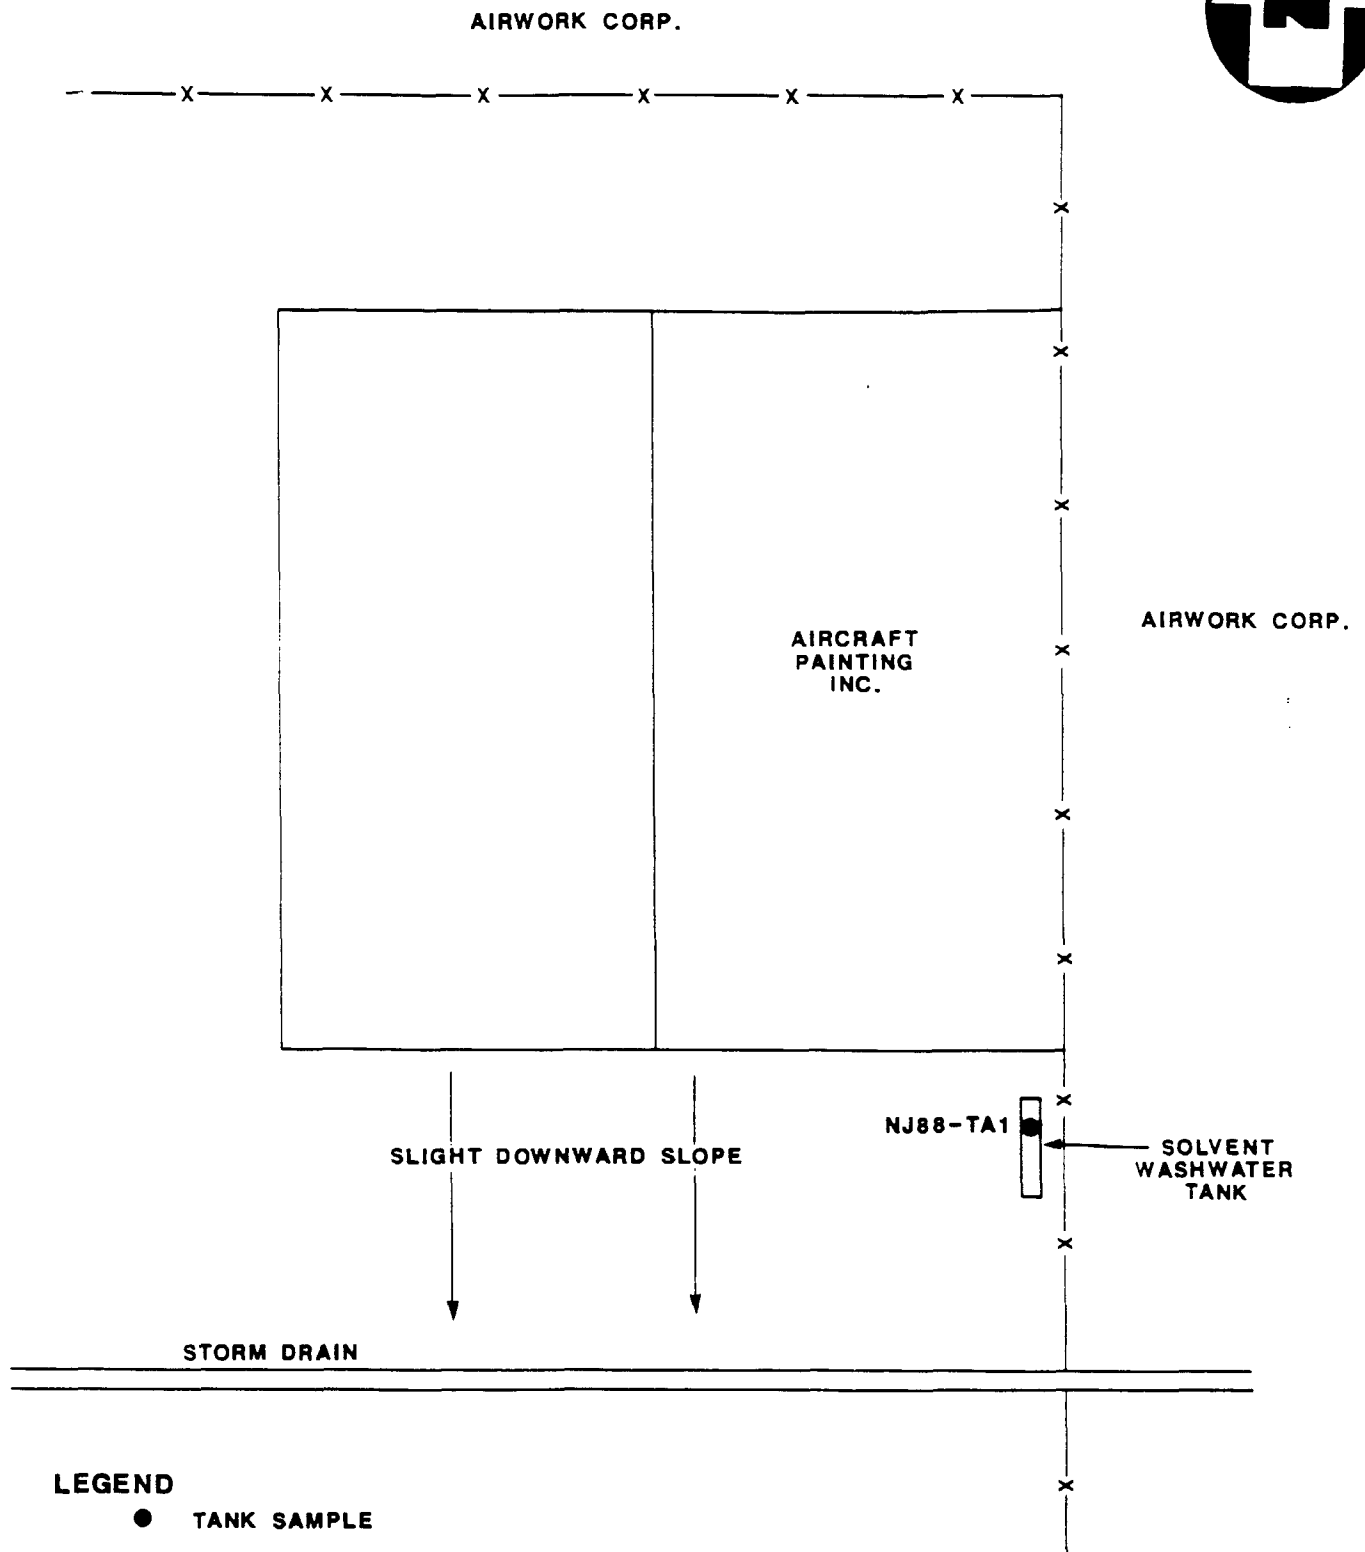 AIRWORK CORP.
N
AIRCRAFT
PAINTING
INC.
AIRWORK CORP.
NJ88-TA1
SOLVENT
WASHWATER
TANK
SLIGHT DOWNWARD SLOPE
STORM DRAIN
LEGEND
TANK SAMPLE